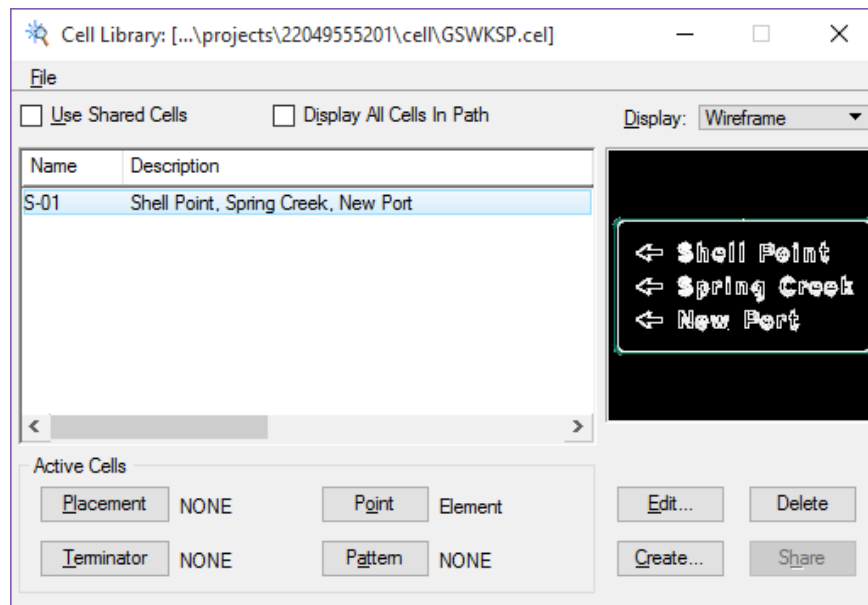 Cell Library: [...\projects\22049555201\cell\GSWKSP.cel]
File
Use Shared Cells
Display All Cells In Path
Display: Wireframe
Name Description
S-01 Shell Point, Spring Creek, New Port
Shell Point
Spring Creek
New Port
Active Cells
Placement NONE Point Element
Terminator NONE Pattern NONE
Edit... Delete
Create... Share